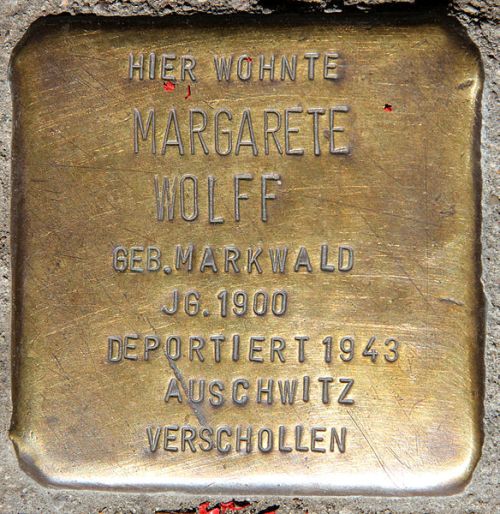 HIER WOHNTE
MARGARETE
WOLFF
GEB. MARKWALD
JG. 1900
DEPORTIERT 1943
AUSCHWITZ
VERSCHOLLEN